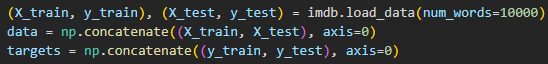 (X_train, y_train), (X_test, y_test) = imdb.load_data(num_words=10000)
data = np.concatenate((X_train, X_test), axis=0)
targets = np.concatenate((y_train, y_test), axis=0)